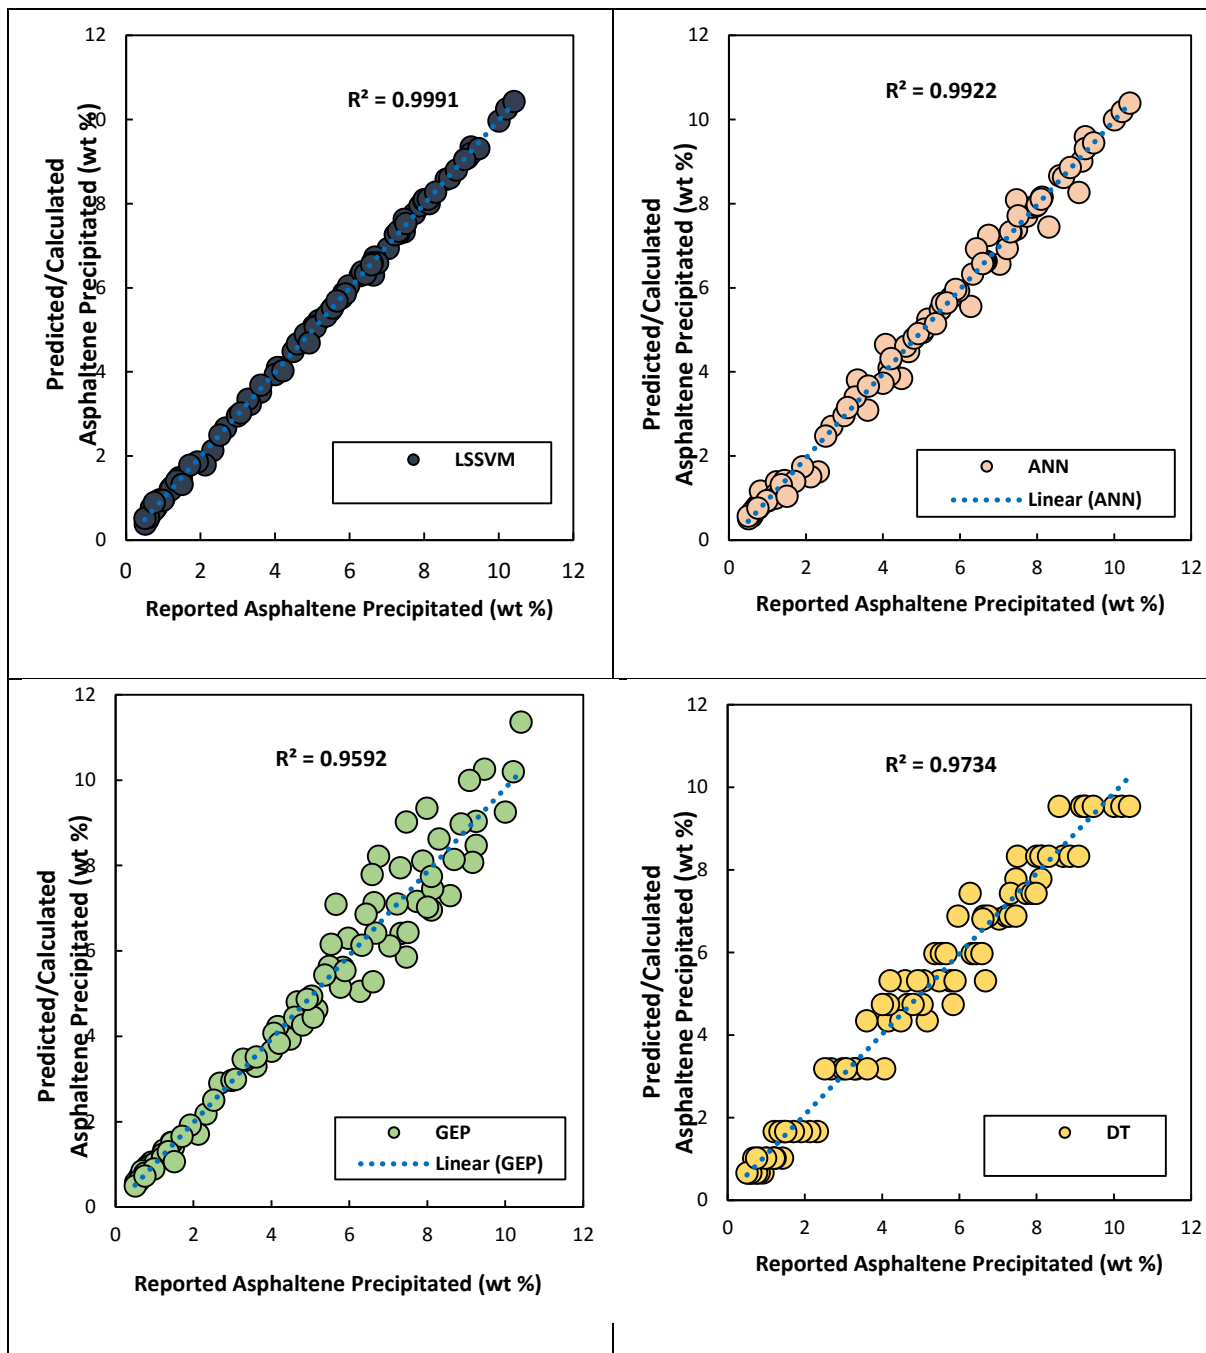 12
10
8
6
4
2
0
0 2 4 6 8 10 12
Predicted/Calculated
Asphaltene Precipitated (wt %)
R² = 0.9991
LSSVM
Reported Asphaltene Precipitated (wt %)
12
10
8
6
4
2
0
0 2 4 6 8 10 12
Predicted/Calculated
Asphaltene Precipitated (wt %)
R² = 0.9922
ANN
Linear (ANN)
Reported Asphaltene Precipitated (wt %)
12
10
8
6
4
2
0
0 2 4 6 8 10 12
Predicted/Calculated
Asphaltene Precipitated (wt %)
R² = 0.9592
GEP
Linear (GEP)
Reported Asphaltene Precipitated (wt %)
12
10
8
6
4
2
0
0 2 4 6 8 10 12
Predicted/Calculated
Asphaltene Precipitated (wt %)
R² = 0.9734
DT
Reported Asphaltene Precipitated (wt %)